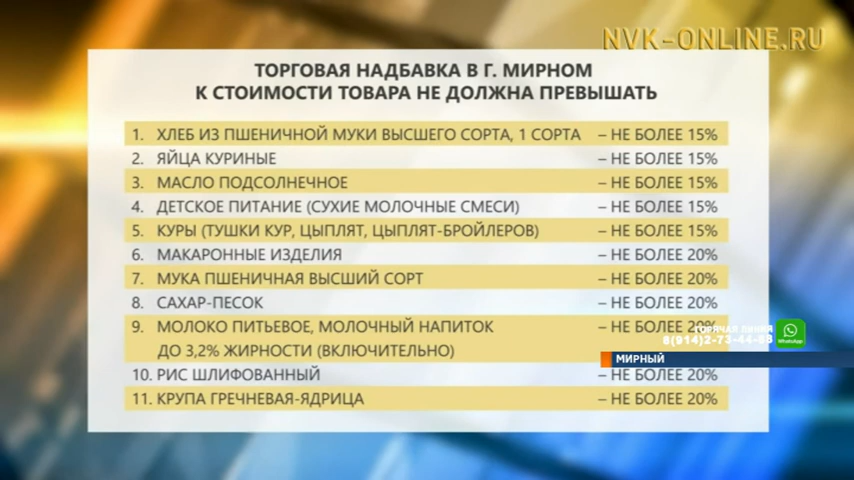 NVK-ONLINE.RU
ТОРГОВАЯ НАДБАВКА В Г. МИРНОМ
К СТОИМОСТИ ТОВАРА НЕ ДОЛЖНА ПРЕВЫШАТЬ
1. ХЛЕБ ИЗ ПШЕНИЧНОЙ МУКИ ВЫСШЕГО СОРТА, 1 СОРТА – НЕ БОЛЕЕ 15%
2. ЯЙЦА КУРИНЫЕ – НЕ БОЛЕЕ 15%
3. МАСЛО ПОДСОЛНЕЧНОЕ – НЕ БОЛЕЕ 15%
4. ДЕТСКОЕ ПИТАНИЕ (СУХИЕ МОЛОЧНЫЕ СМЕСИ) – НЕ БОЛЕЕ 15%
5. КУРЫ (ТУШКИ КУР, ЦЫПЛЯТ, ЦЫПЛЯТ-БРОЙЛЕРОВ) – НЕ БОЛЕЕ 15%
6. МАКАРОННЫЕ ИЗДЕЛИЯ – НЕ БОЛЕЕ 20%
7. МУКА ПШЕНИЧНАЯ ВЫСШИЙ СОРТ – НЕ БОЛЕЕ 20%
8. САХАР-ПЕСОК – НЕ БОЛЕЕ 20%
9. МОЛОКО ПИТЬЕВОЕ, МОЛОЧНЫЙ НАПИТОК – НЕ БОЛЕЕ 20%
ГОРЯЧАЯ ЛИНИЯ
WhatsApp
ДО 3,2% ЖИРНОСТИ (ВКЛЮЧИТЕЛЬНО)
МИРНЫЙ
10. РИС ШЛИФОВАННЫЙ – НЕ БОЛЕЕ 20%
11. КРУПА ГРЕЧНЕВАЯ-ЯДРИЦА – НЕ БОЛЕЕ 20%